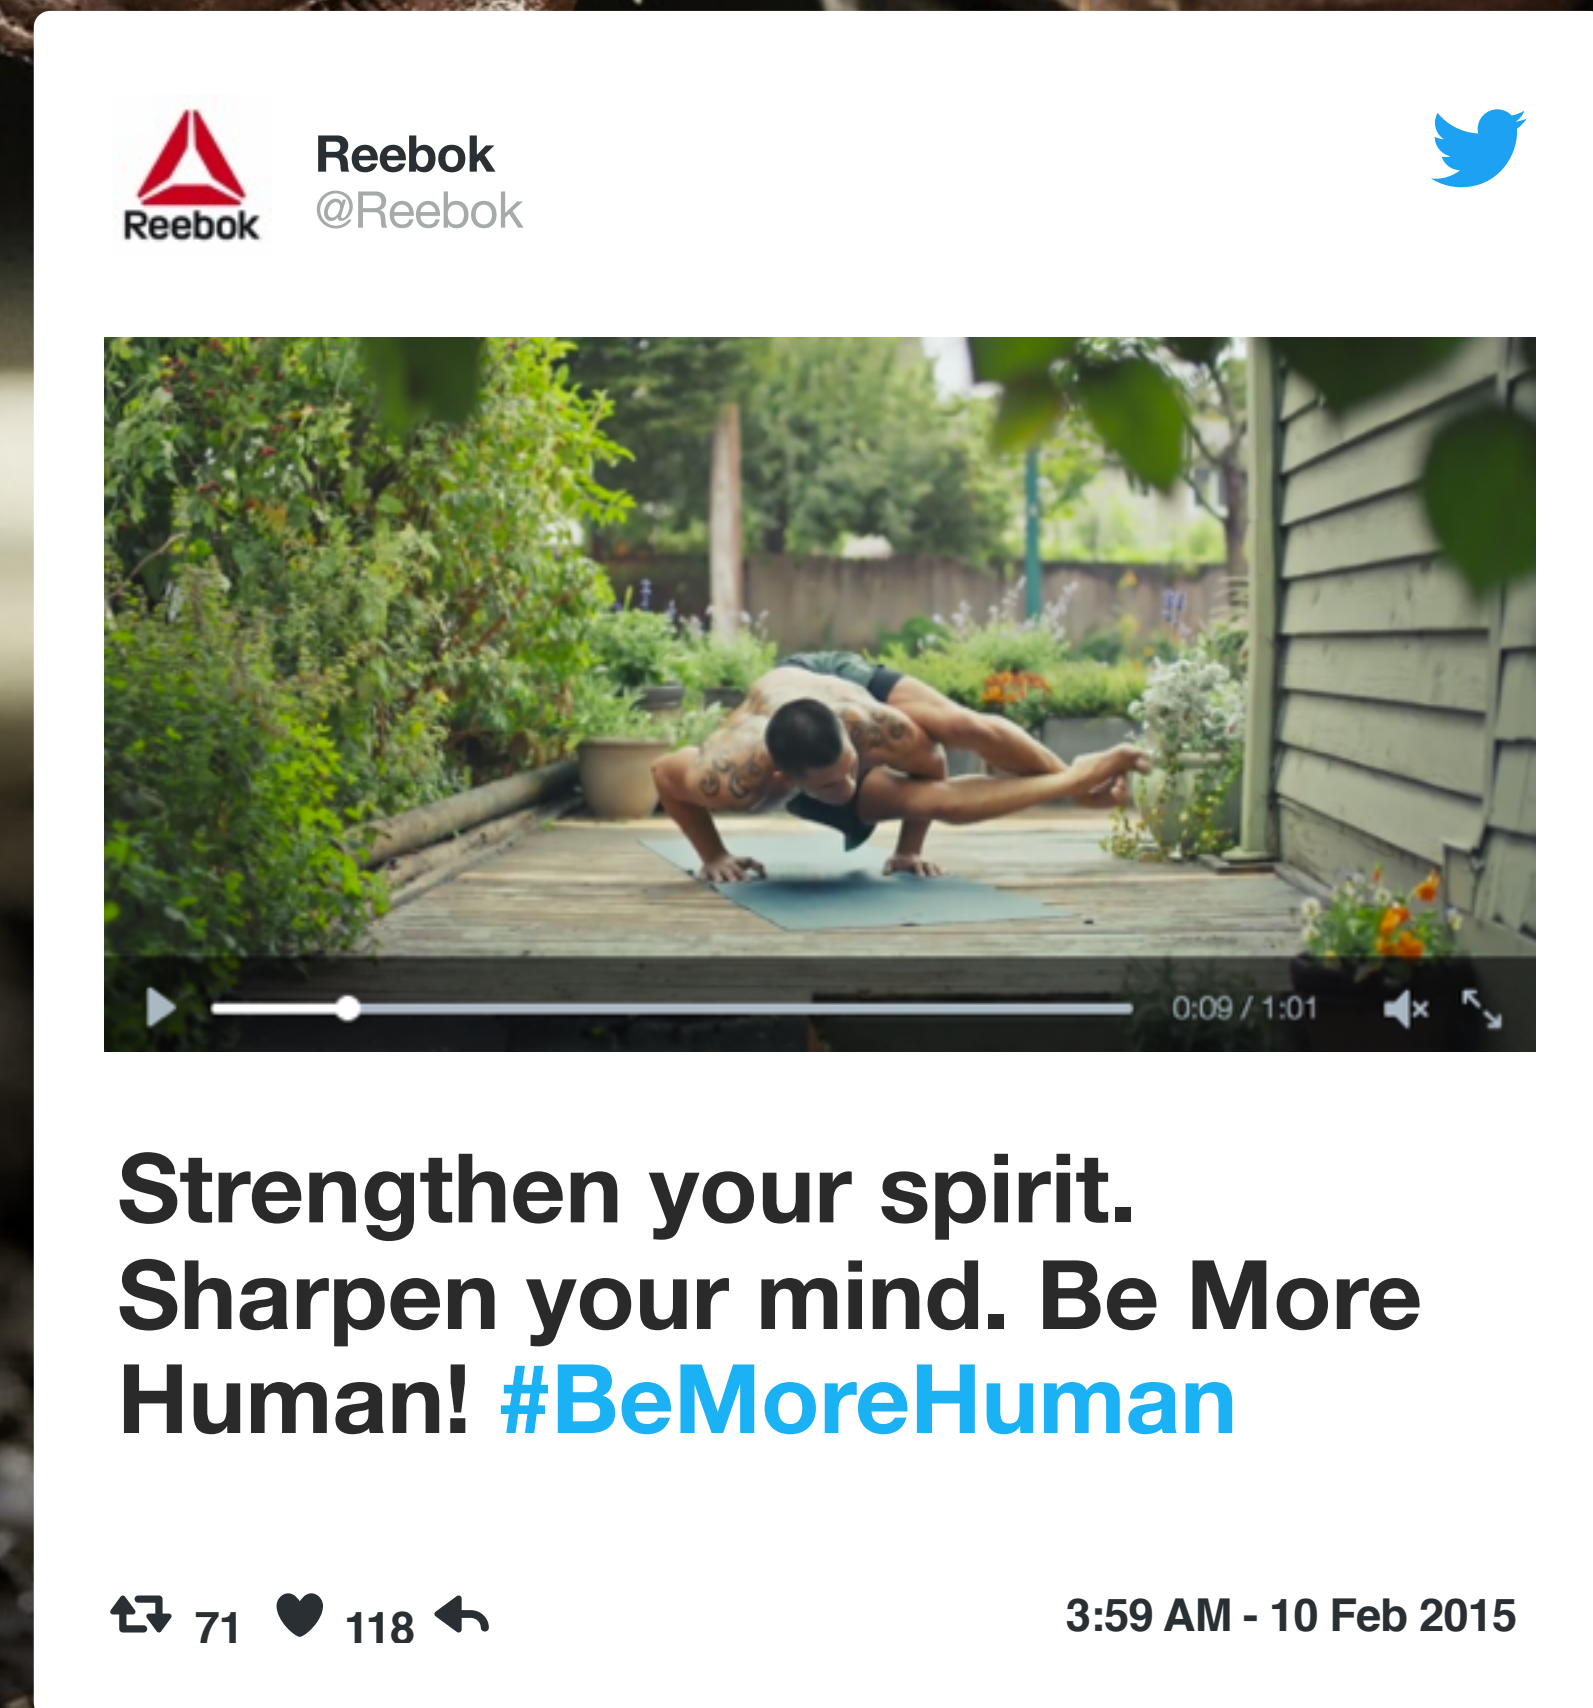 Reebok
Reebok
@Reebok
0:09 / 1:01
Strengthen your spirit.
Sharpen your mind. Be More
Human! #BeMoreHuman
71 118
3:59 AM - 10 Feb 2015